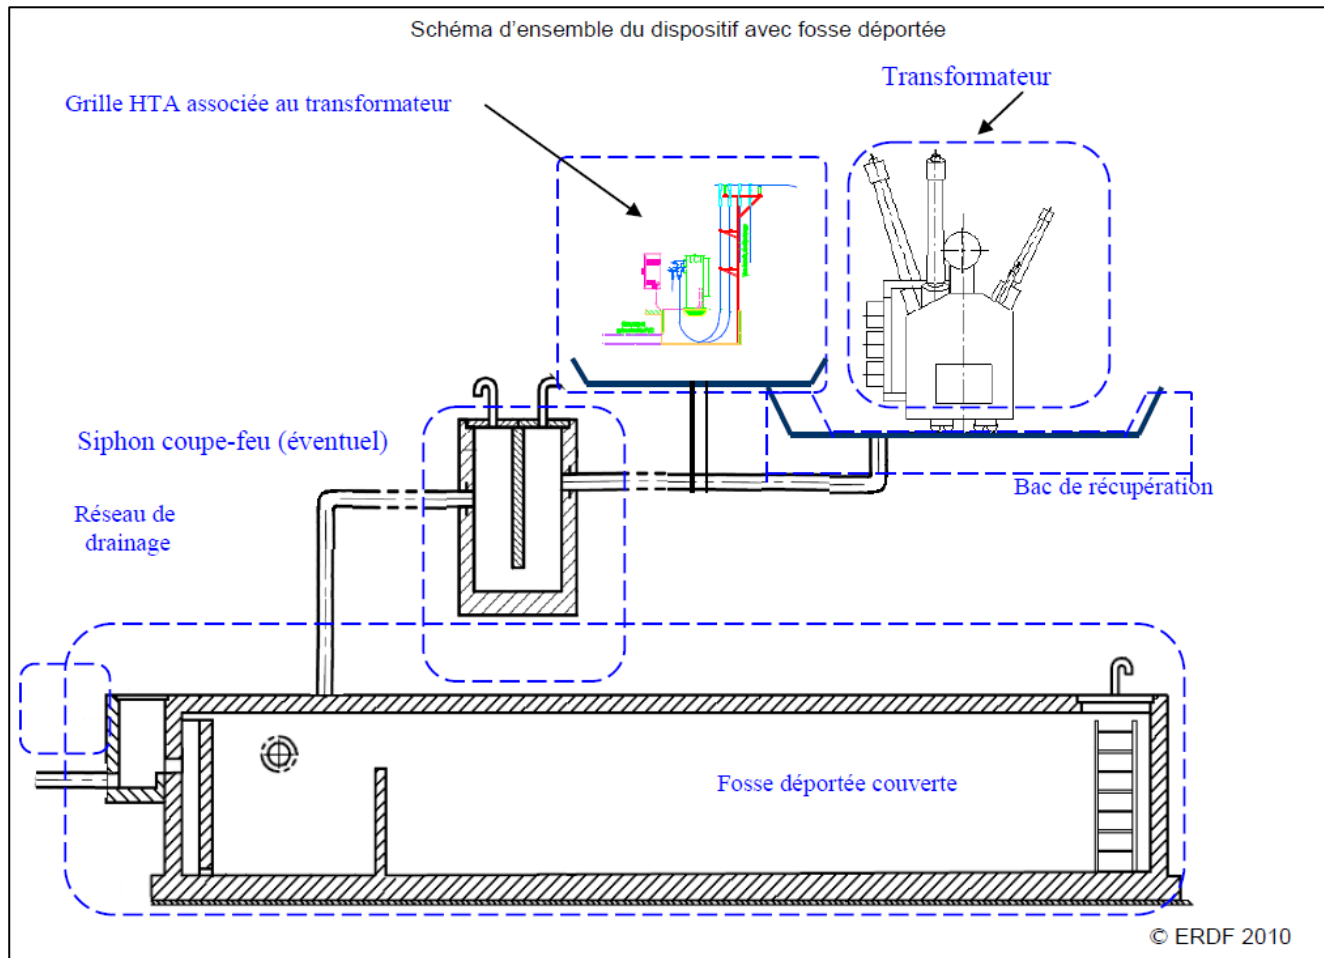 Schéma d'ensemble du dispositif avec fosse déportée
Transformateur
Grille HTA associée au transformateur
Siphon coupe-feu (éventuel)
Bac de récupération
Réseau de
drainage
Fosse déportée couverte
© ERDF 2010